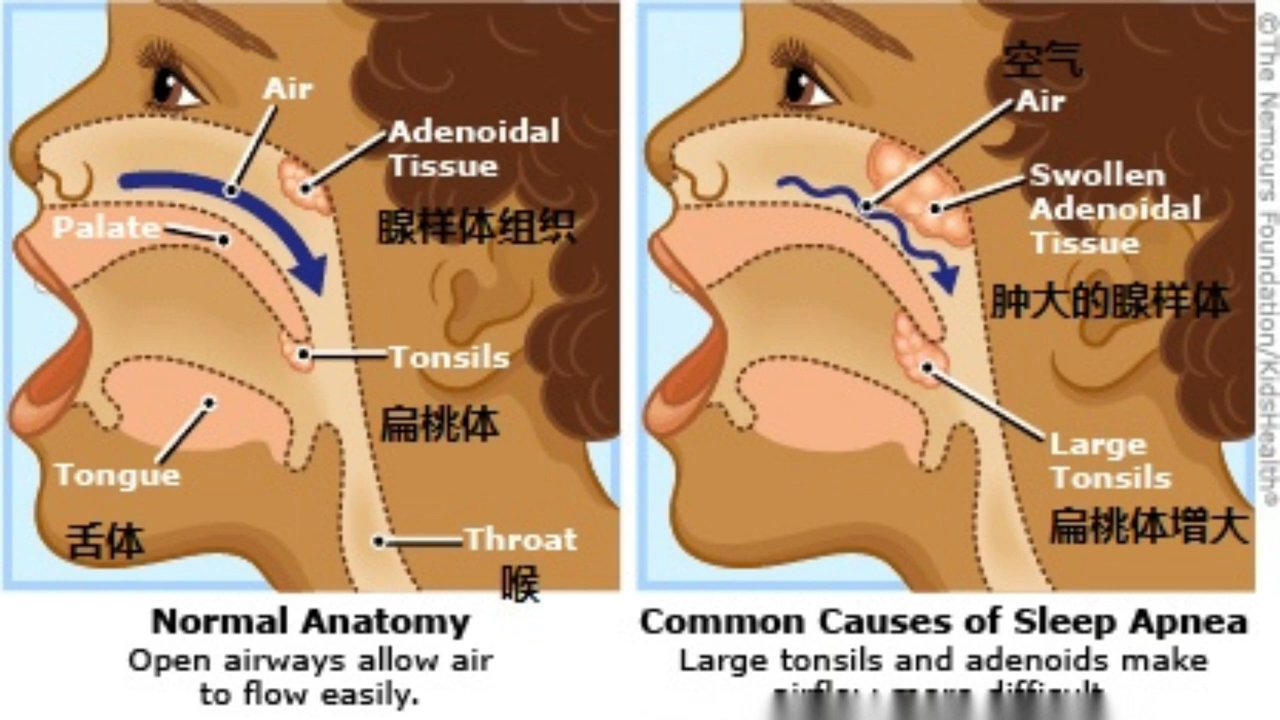 Air
Adenoidal
Tissue
腺样体组织
Palate
Tonsils
扁桃体
Tongue
舌体
Throat
喉
Normal Anatomy
Open airways allow air
to flow easily.
空气
Air
Swollen
Adenoidal
Tissue
肿大的腺样体
Large
Tonsils
扁桃体增大
Common Causes of Sleep Apnea
Large tonsils and adenoids make
airflow more difficult.
©The Nemours Foundation/KidsHealth®